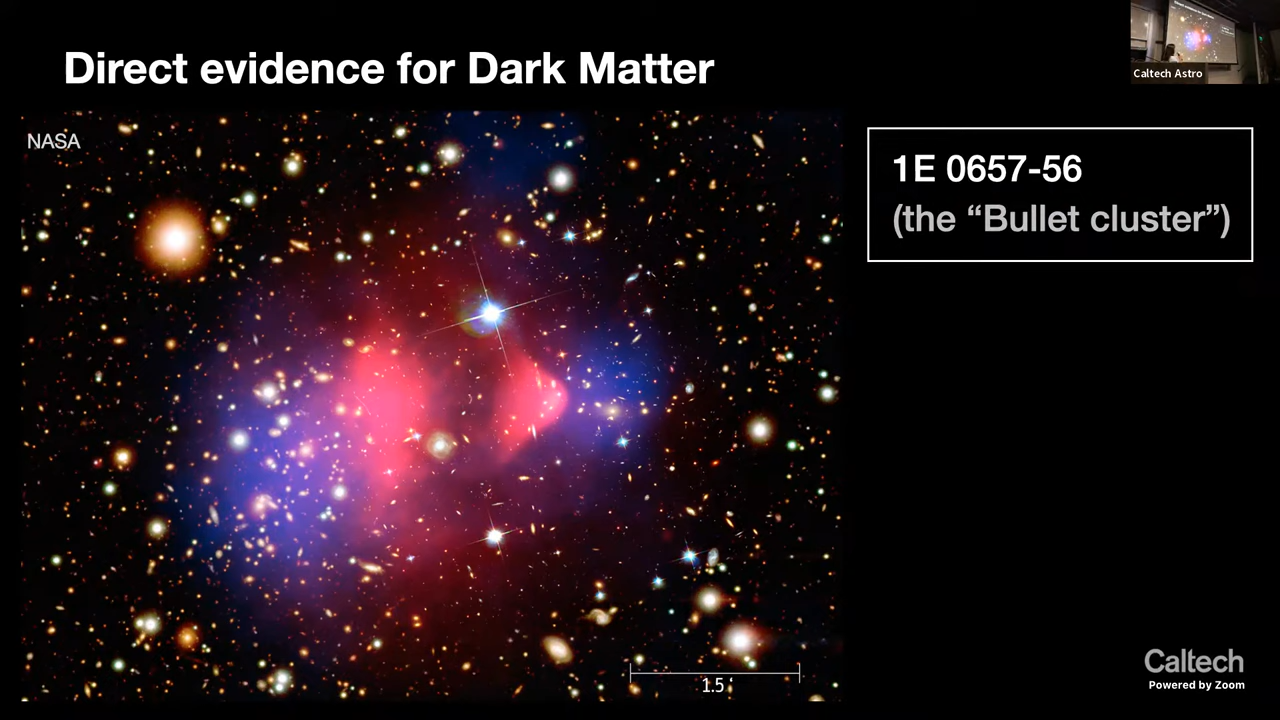 Direct evidence for Dark Matter
Caltech Astro
NASA
1E 0657-56
(the “Bullet cluster”)
1.5 ‘
Caltech
Powered by Zoom